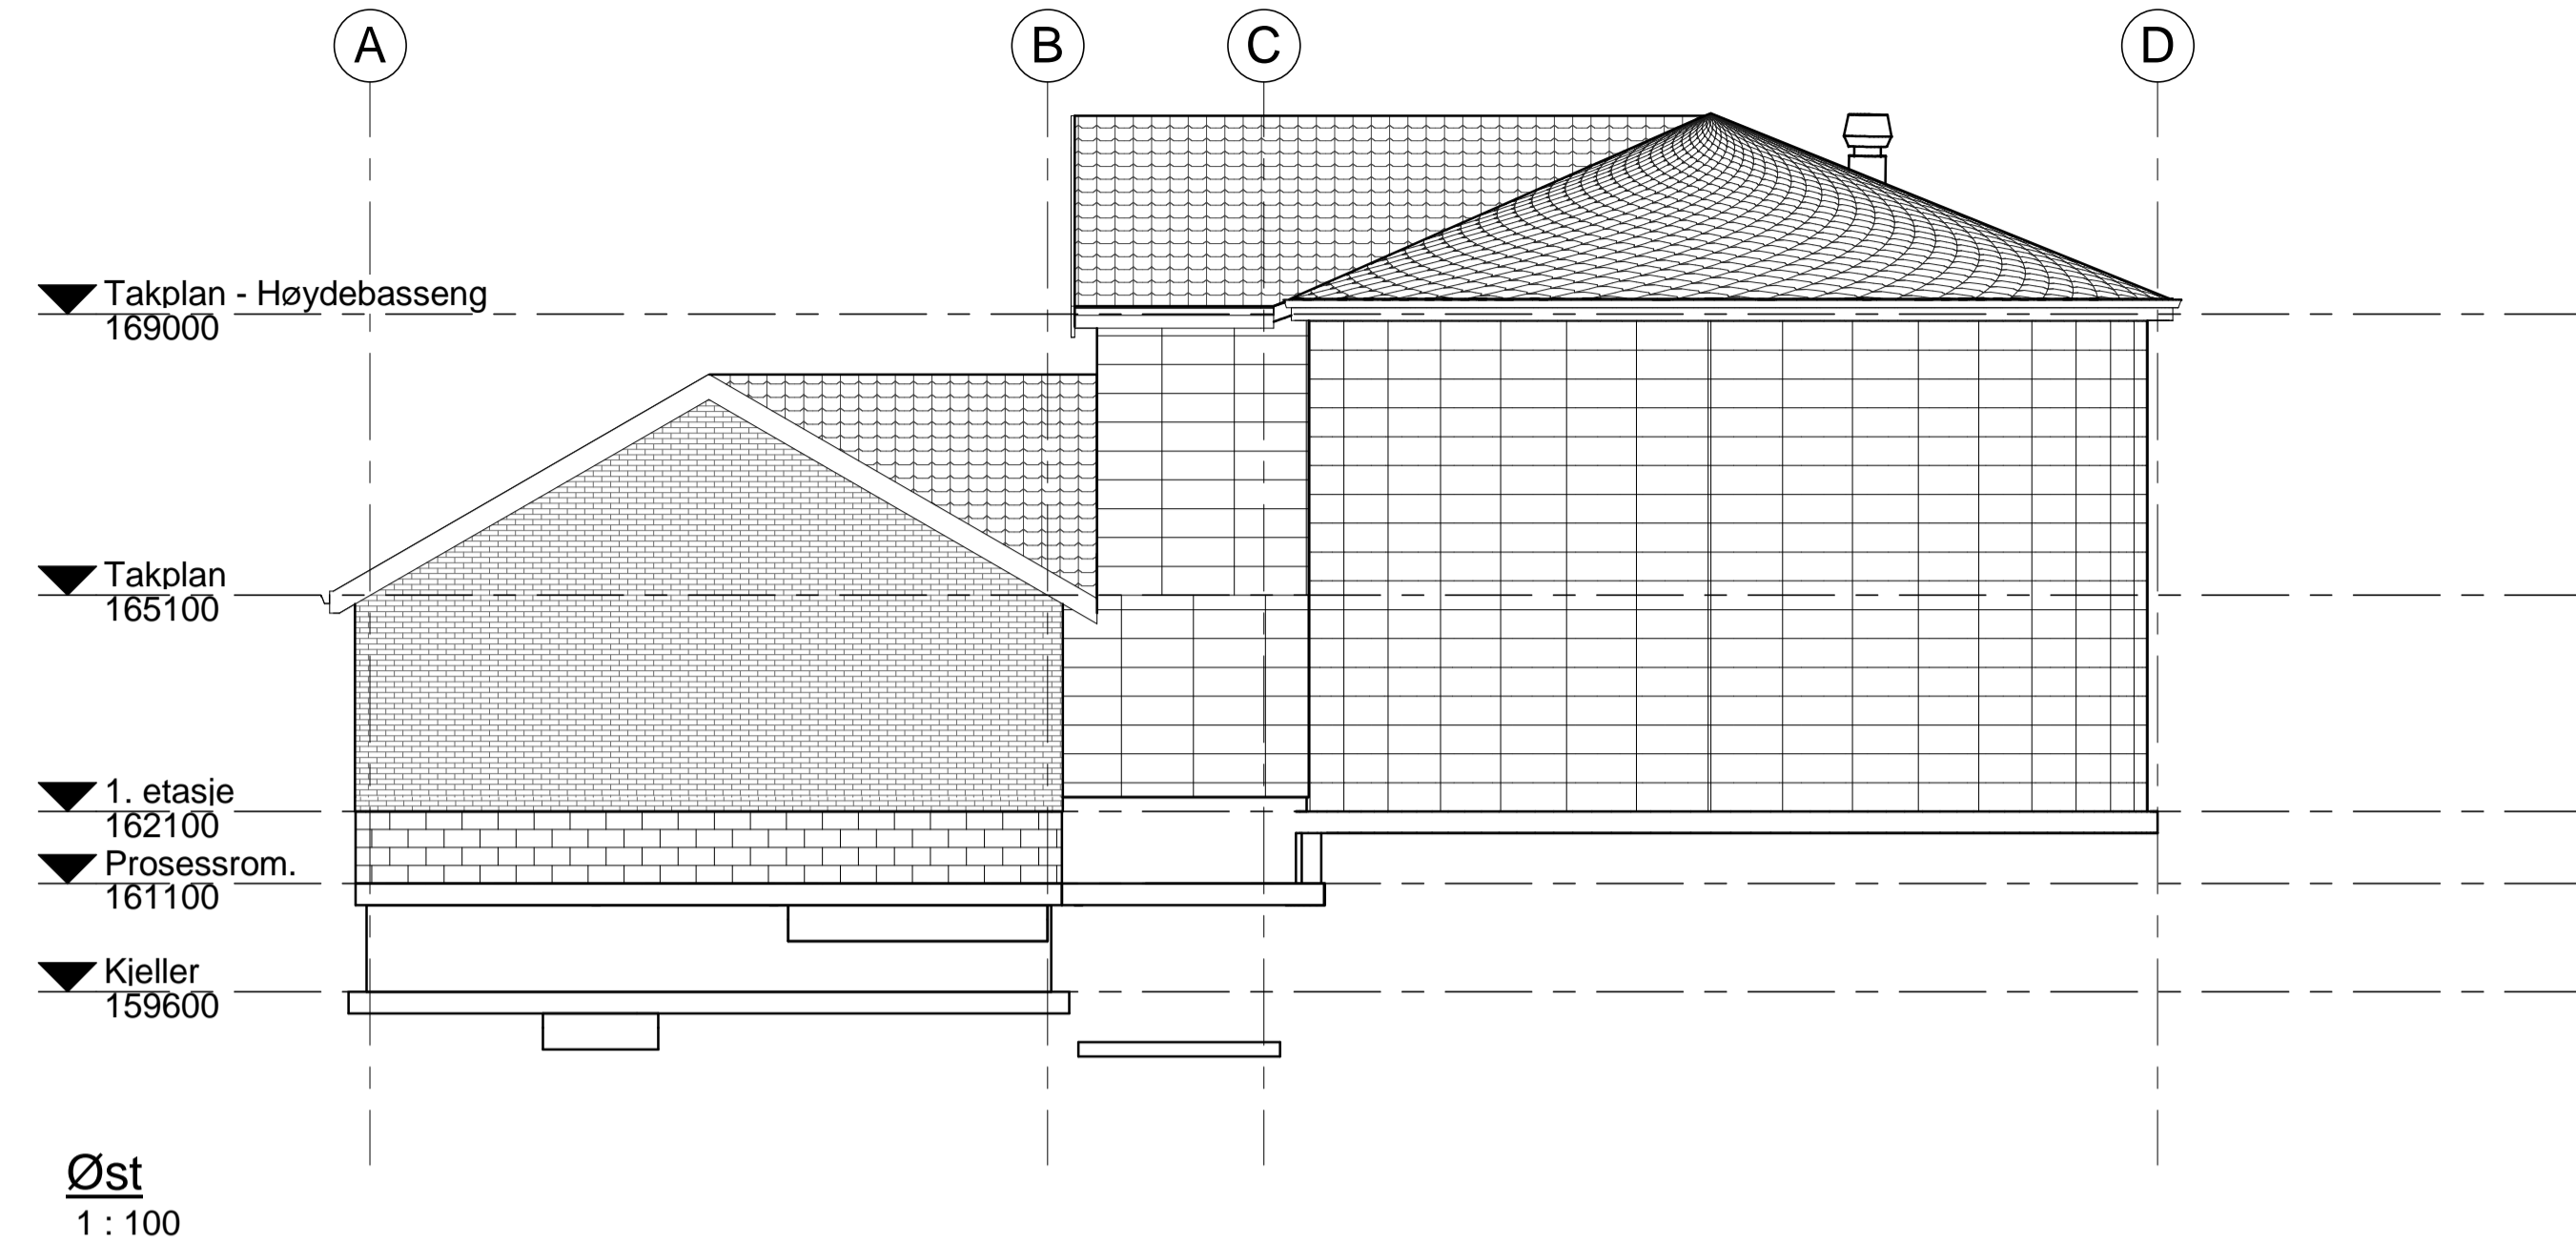 A B C D
Takplan - Høydebasseng
169000
Takplan
165100
1. etasje
162100
Prosessrom.
161100
Kjeller
159600
Øst
1 : 100